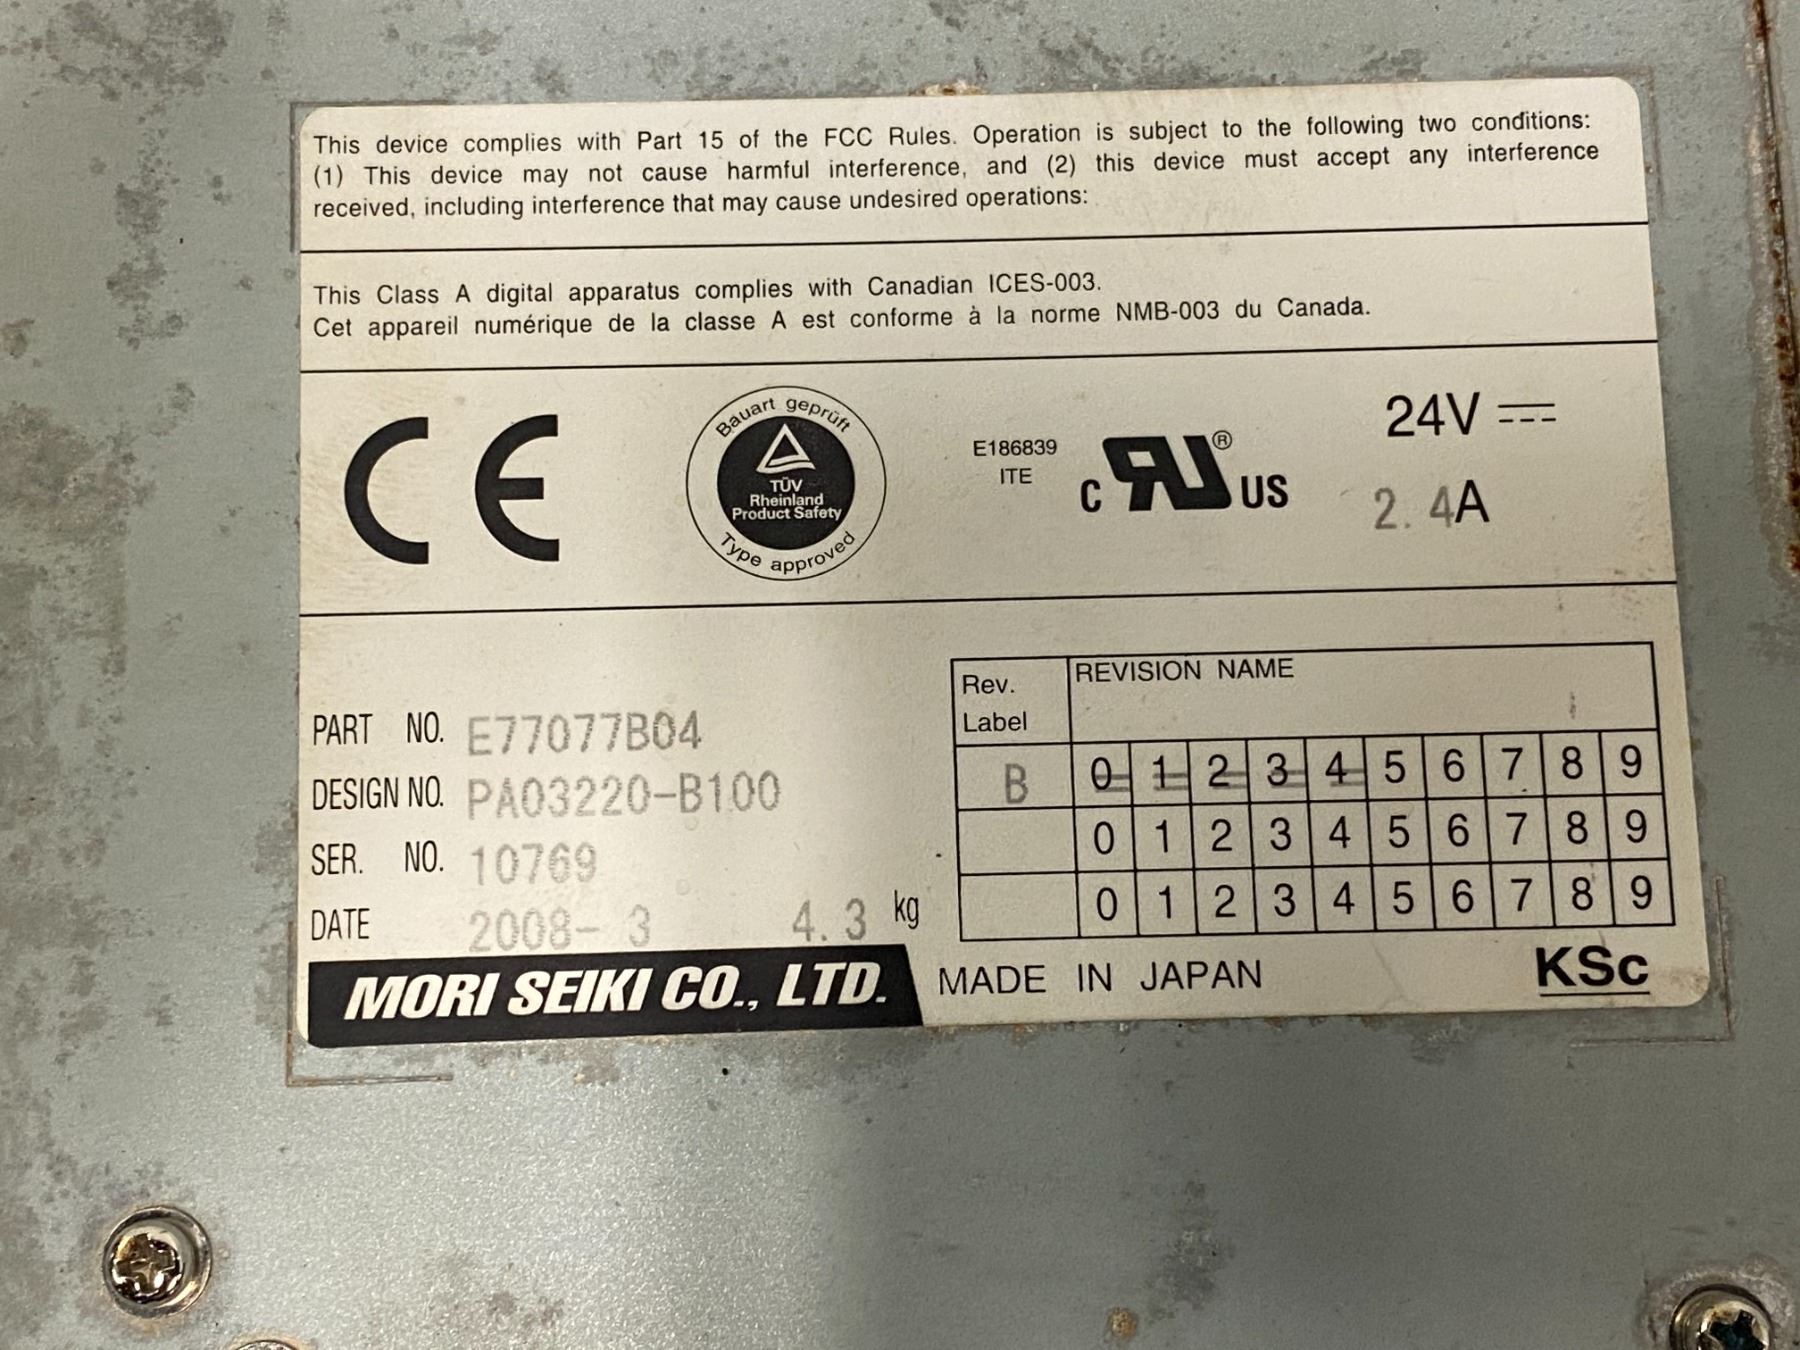 This device complies with Part 15 of the FCC Rules. Operation is subject to the following two conditions:
(1) This device may not cause harmful interference, and (2) this device must accept any interference
received, including interference that may cause undesired operations:
This Class A digital apparatus complies with Canadian ICES-003.
Cet appareil numérique de la classe A est conforme à la norme NMB-003 du Canada.
CE
Bauart geprüft
TÜV
Rheinland
Product Safety
Type approved
E186839
ITE
c RU ® US
24V
2.4A
PART NO. E77077B04
DESIGN NO. PA03220-B100
SER. NO. 10769
DATE 2008- 3 4.3 kg
Rev. Label REVISION NAME
B 0 1 2 3 4 5 6 7 8 9
0 1 2 3 4 5 6 7 8 9
0 1 2 3 4 5 6 7 8 9
MORI SEIKI CO., LTD. MADE IN JAPAN KSc